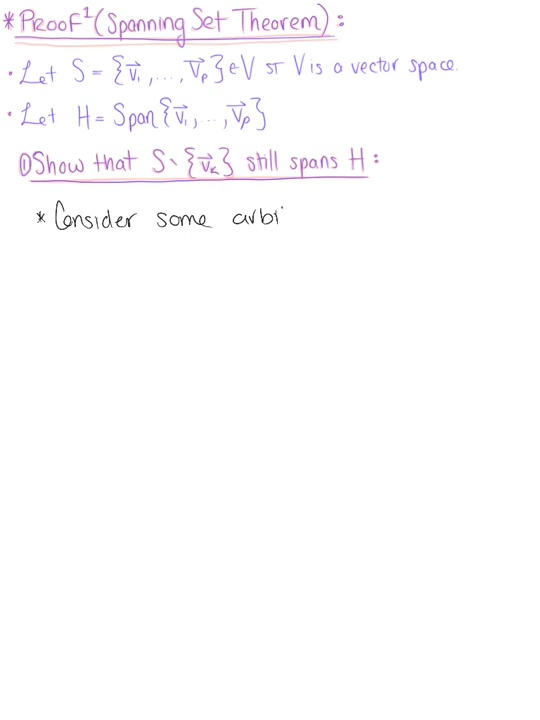 *PROOF¹ (Spanning Set Theorem):
• Let S = {v⃗₁, ..., v⃗ₚ} ∈ V ST V is a vector space.
• Let H = Span{v⃗₁, ..., v⃗ₚ}
① Show that S \ {v⃗ₖ} still spans H:
* Consider some arbi